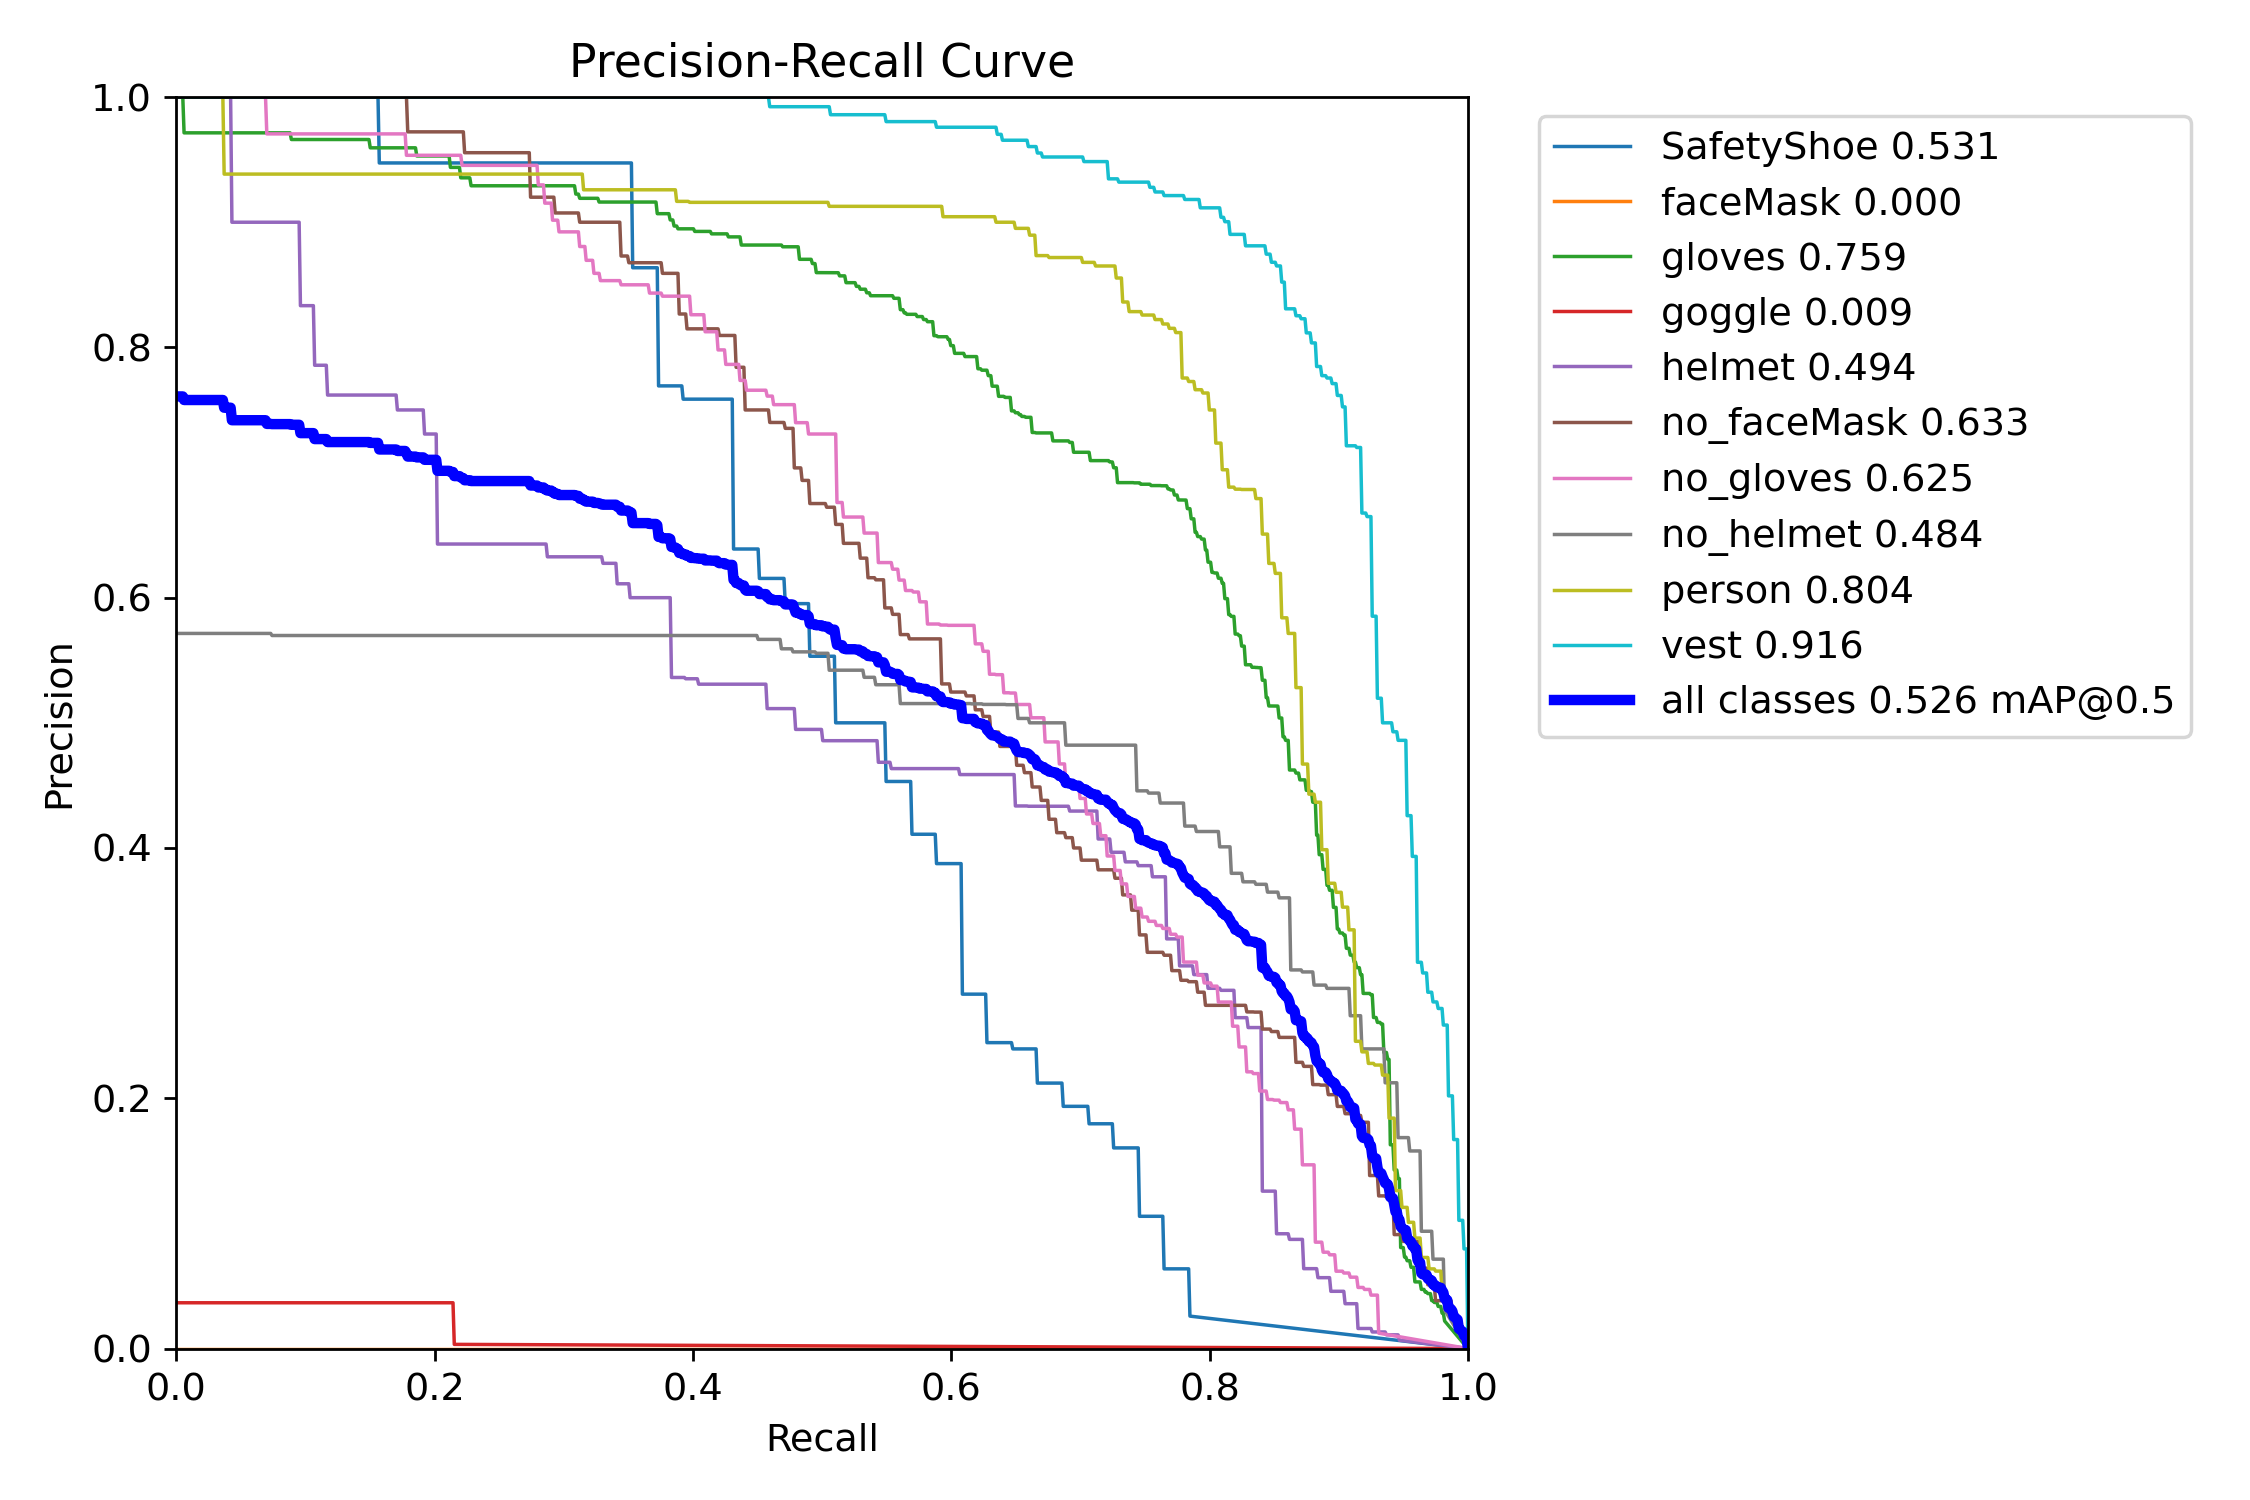 Precision-Recall Curve
1.0
0.8
0.6
0.4
0.2
0.0
Precision
0.0 0.2 0.4 0.6 0.8 1.0
Recall
SafetyShoe 0.531
faceMask 0.000
gloves 0.759
goggle 0.009
helmet 0.494
no_faceMask 0.633
no_gloves 0.625
no_helmet 0.484
person 0.804
vest 0.916
all classes 0.526 mAP@0.5